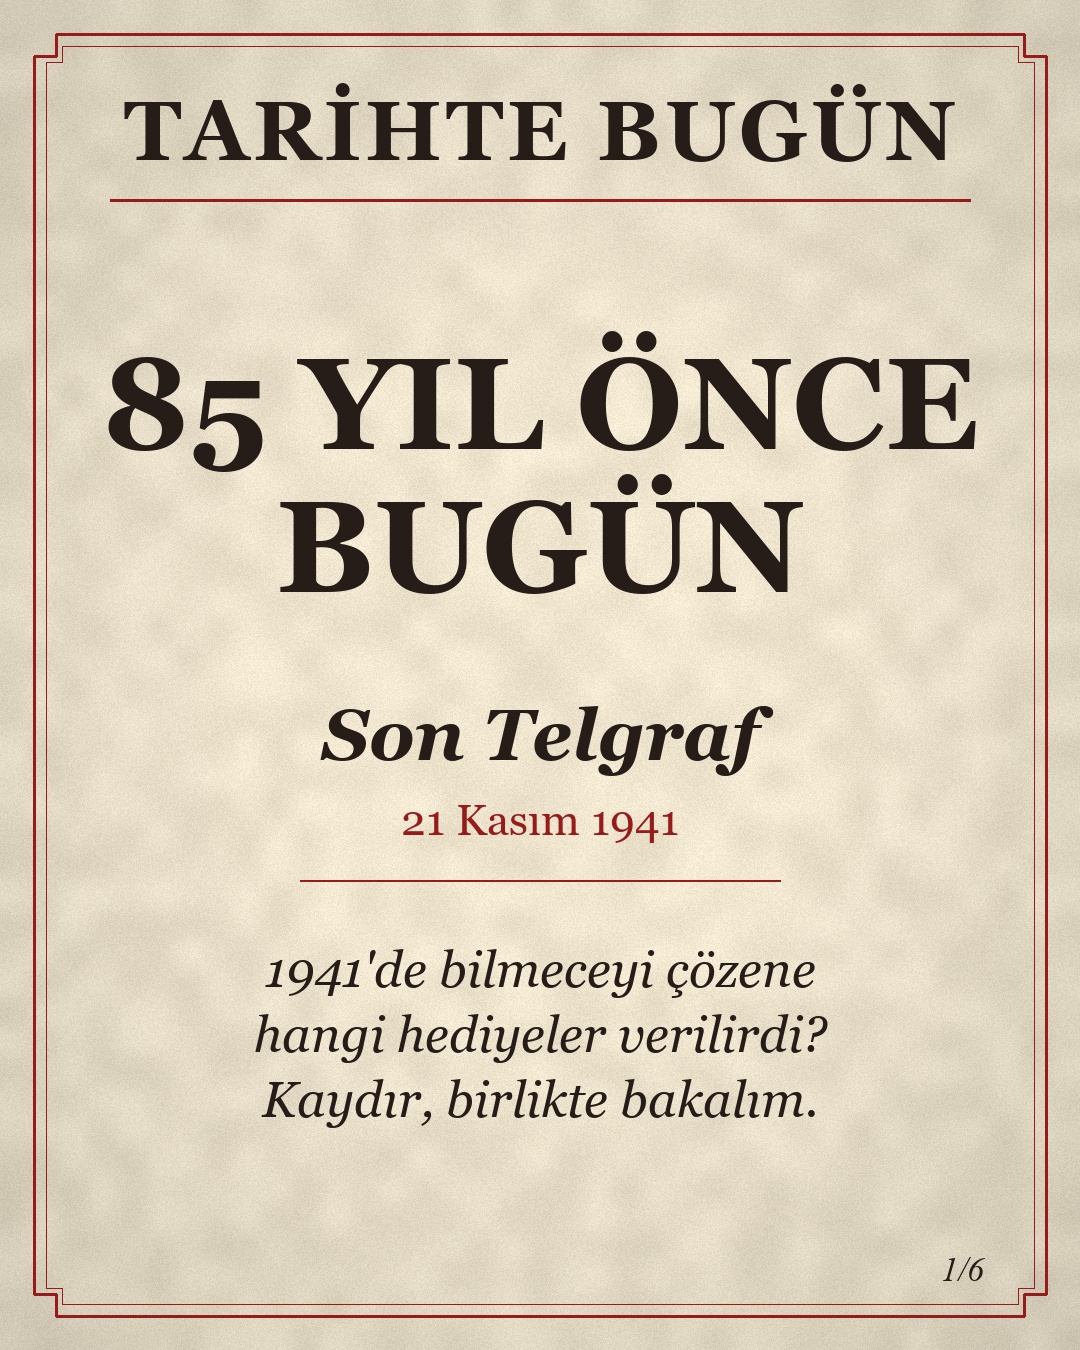 TARİHTE BUGÜN
85 YIL ÖNCE
BUGÜN
Son Telgraf
21 Kasım 1941
1941'de bilmeceyi çözene
hangi hediyeler verilirdi?
Kaydır, birlikte bakalım.
1/6